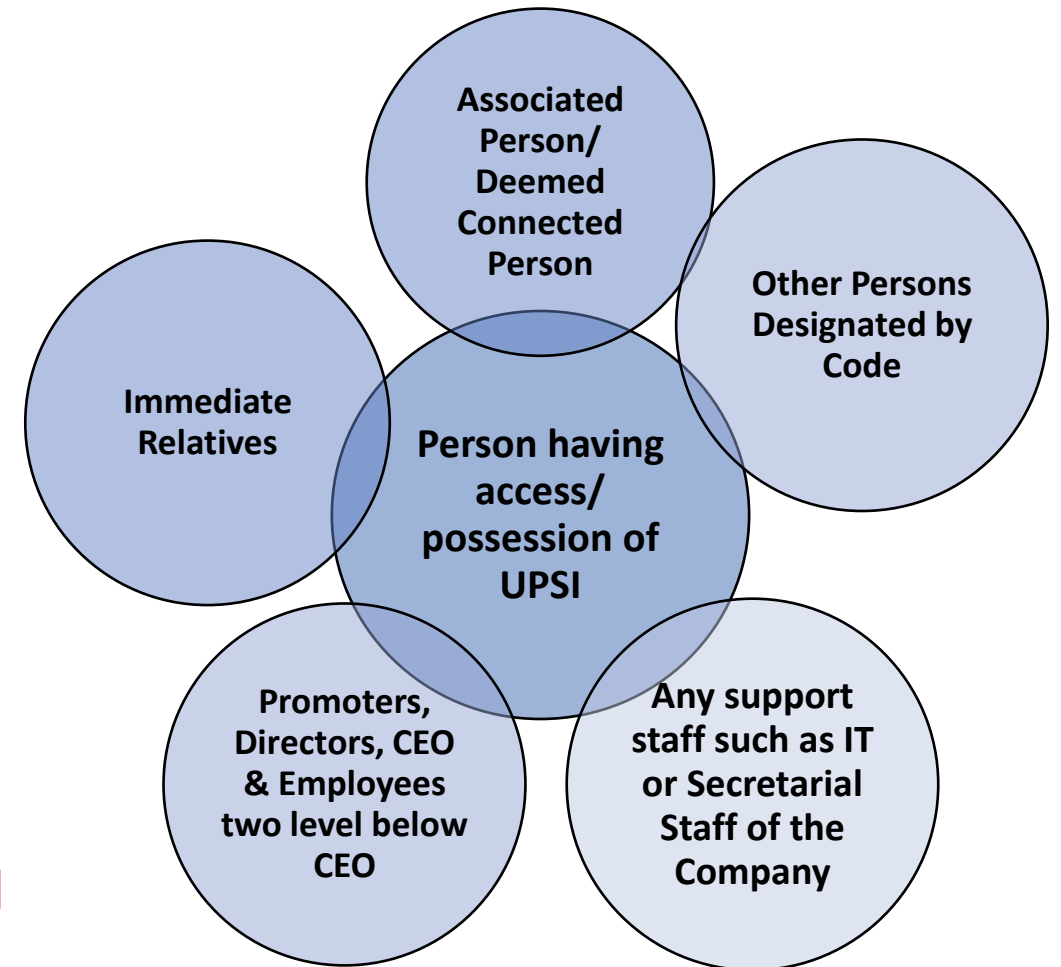 Associated
Person/
Deemed
Connected
Person
Other Persons
Designated by
Code
Immediate
Relatives
Person having
access/
possession of
UPSI
Promoters,
Directors, CEO
& Employees
two level below
CEO
Any support
staff such as IT
or Secretarial
Staff of the
Company